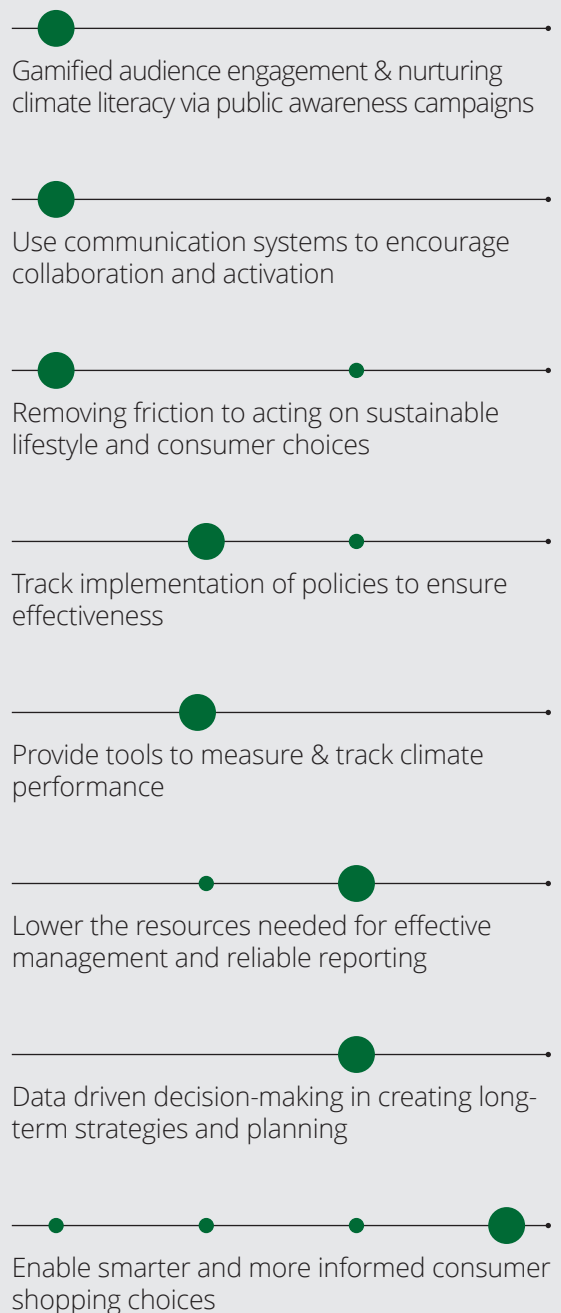 Gamified audience engagement & nurturing
climate literacy via public awareness campaigns
Use communication systems to encourage
collaboration and activation
Removing friction to acting on sustainable
lifestyle and consumer choices
Track implementation of policies to ensure
effectiveness
Provide tools to measure & track climate
performance
Lower the resources needed for effective
management and reliable reporting
Data driven decision-making in creating long-
term strategies and planning
Enable smarter and more informed consumer
shopping choices